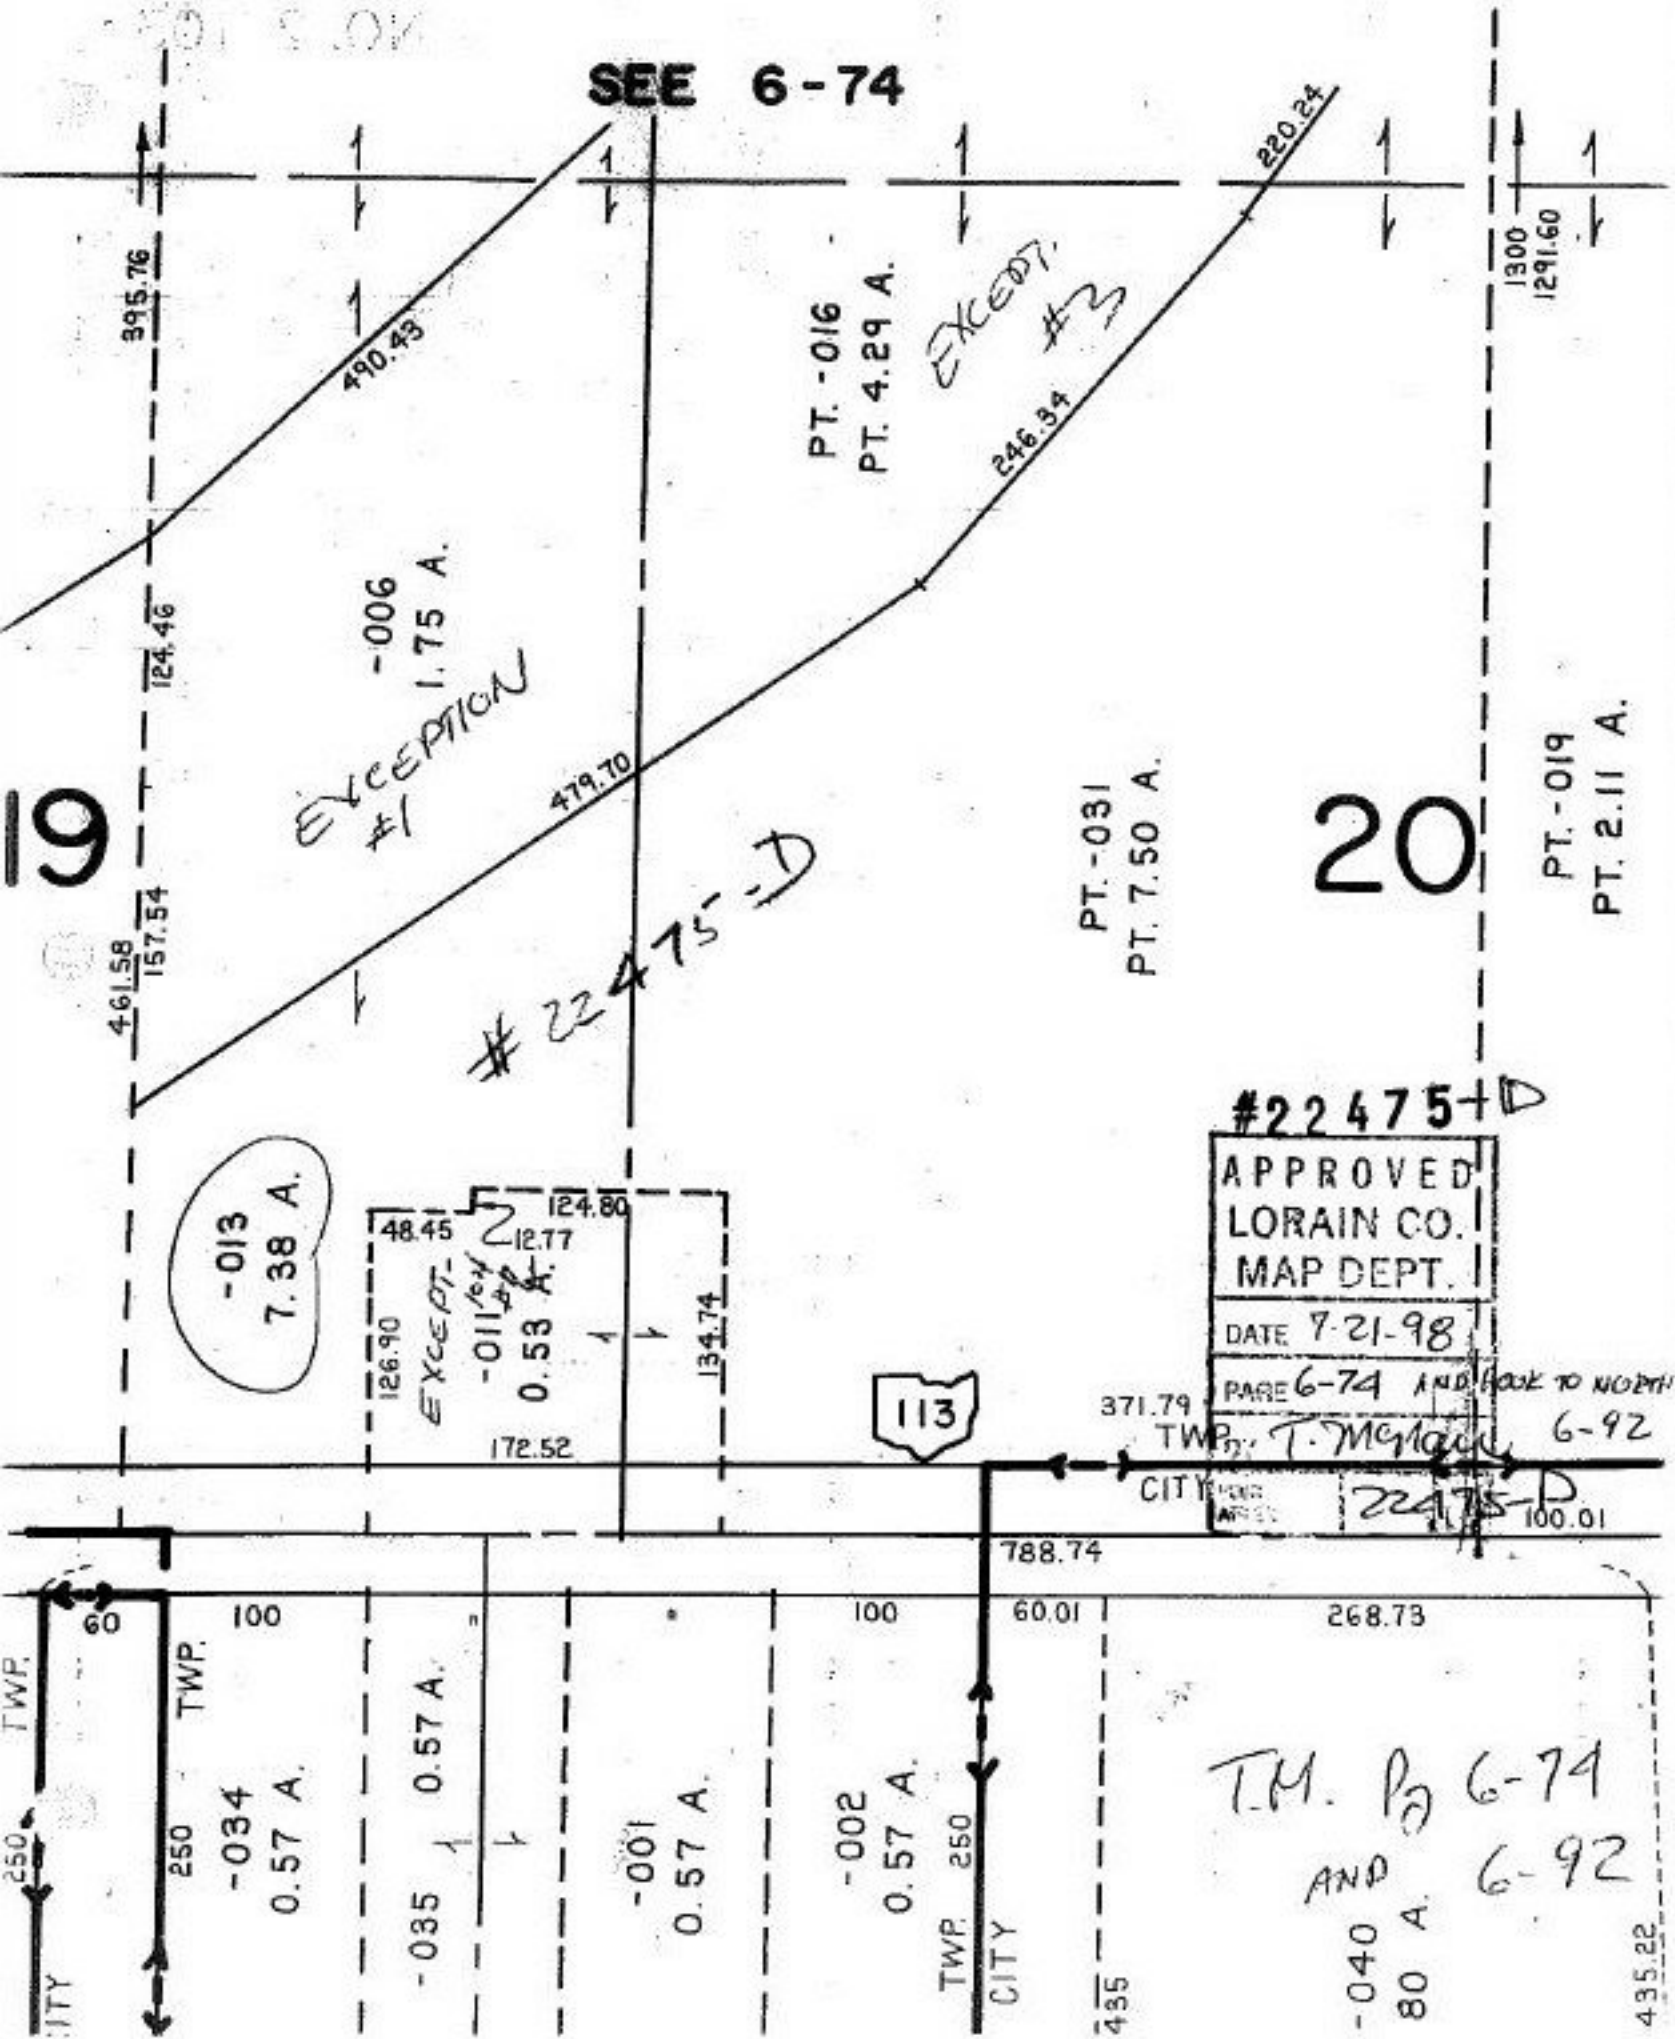 SEE 6-74
220.24
395.76
490.43
1300
1291.60
PT. -016
PT. 4.29 A.
EXCEPT.
#3
246.34
124.46
-006
1.75 A.
EXCEPTION
#1
479.70
19
20
PT. -031
PT. 7.50 A.
PT. -019
PT. 2.11 A.
461.58
157.54
#22475-D
#22475-D
APPROVED
LORAIN CO.
MAP DEPT.
DATE 7-21-98
PAGE 6-74 AND HOOK TO NORTH
6-92
22475-D
-013
7.38 A.
48.45
12.77
124.80
126.90
EXCEPT-
-011
0.53 A.
134.74
172.52
113
371.79
TWP.
CITY
100.01
788.74
60
100
"
"
100
60.01
268.73
TWP.
250
CITY
TWP.
250
-034
0.57 A.
-035 0.57 A.
-001
0.57 A.
-002
0.57 A.
250
TWP.
CITY
435
T.M. Pg 6-74
AND 6-92
-040
80 A.
435.22